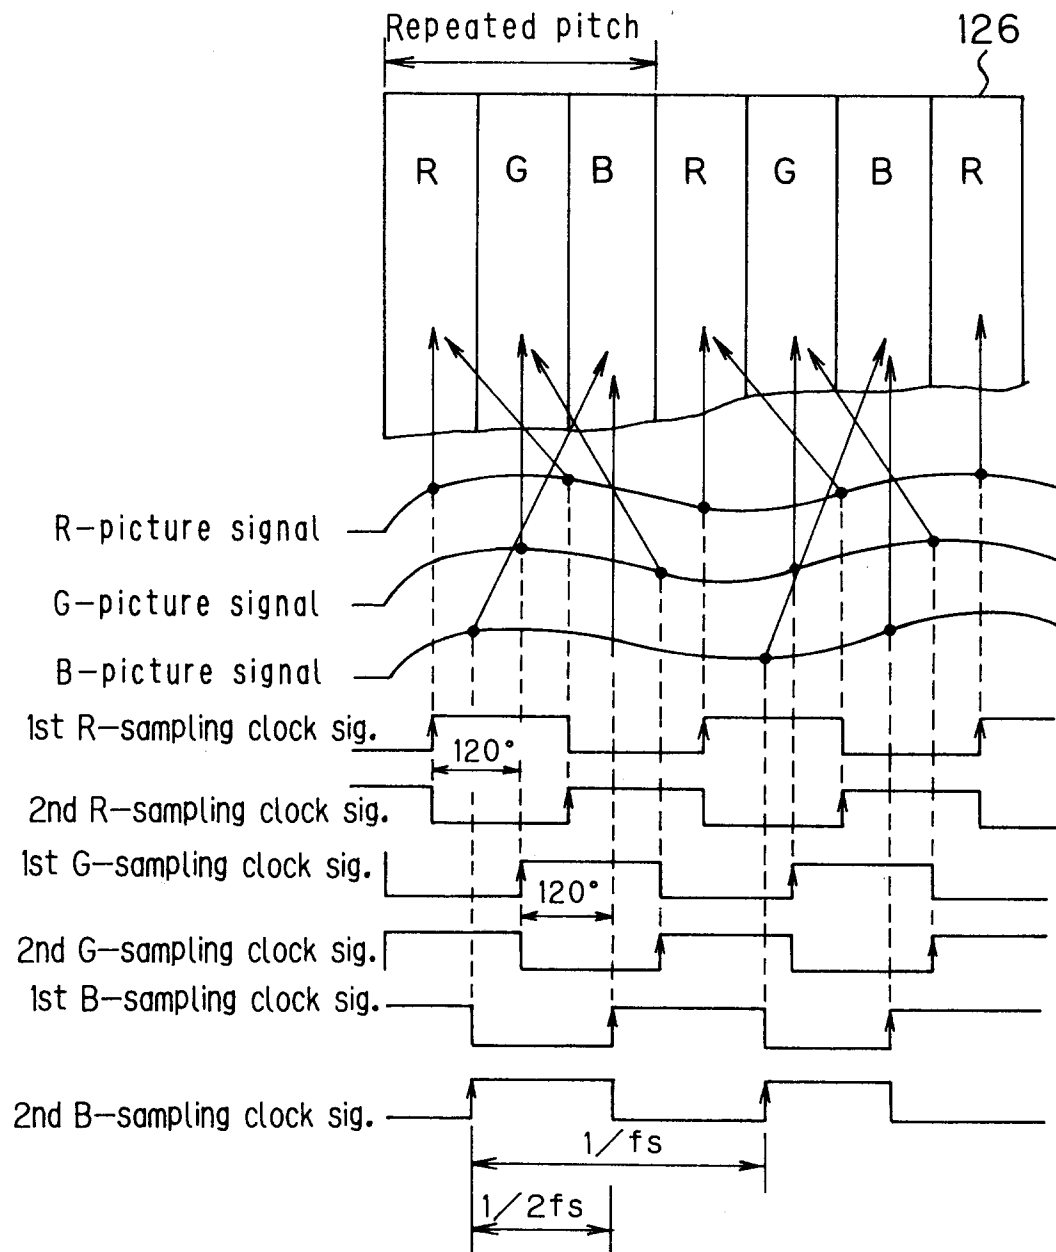 Repeated pitch
126
R G B R G B R
R-picture signal
G-picture signal
B-picture signal
1st R-sampling clock sig.
120°
2nd R-sampling clock sig.
1st G-sampling clock sig.
120°
2nd G-sampling clock sig.
1st B-sampling clock sig.
2nd B-sampling clock sig.
1/fs
1/2fs